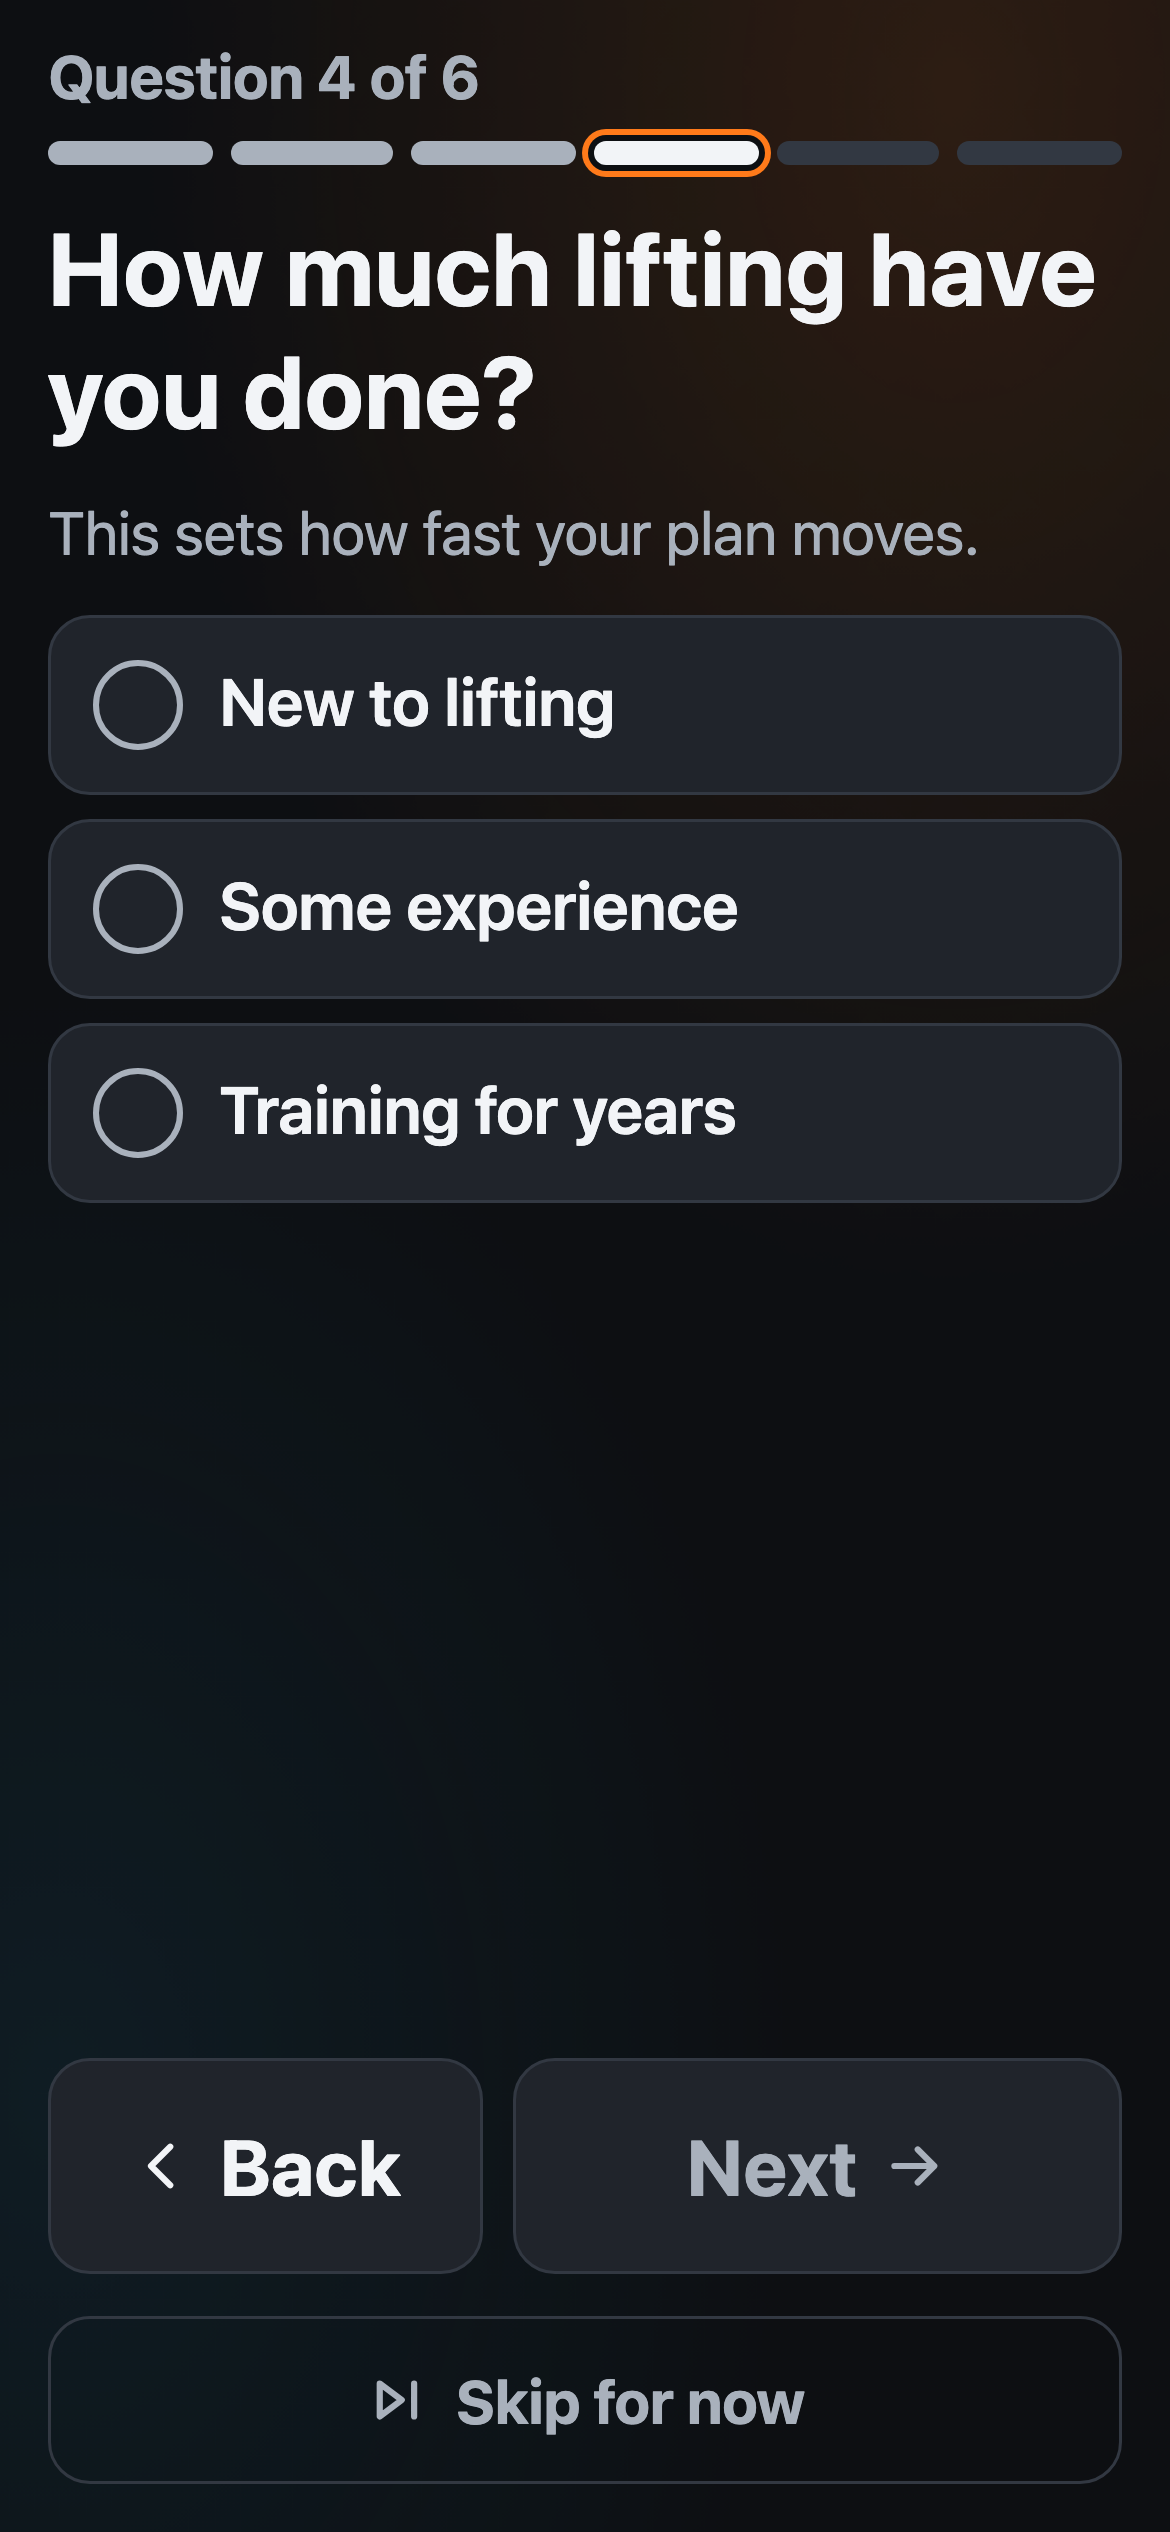 Question 4 of 6
How much lifting have
you done?
This sets how fast your plan moves.
New to lifting
Some experience
Training for years
Back
Next
Skip for now